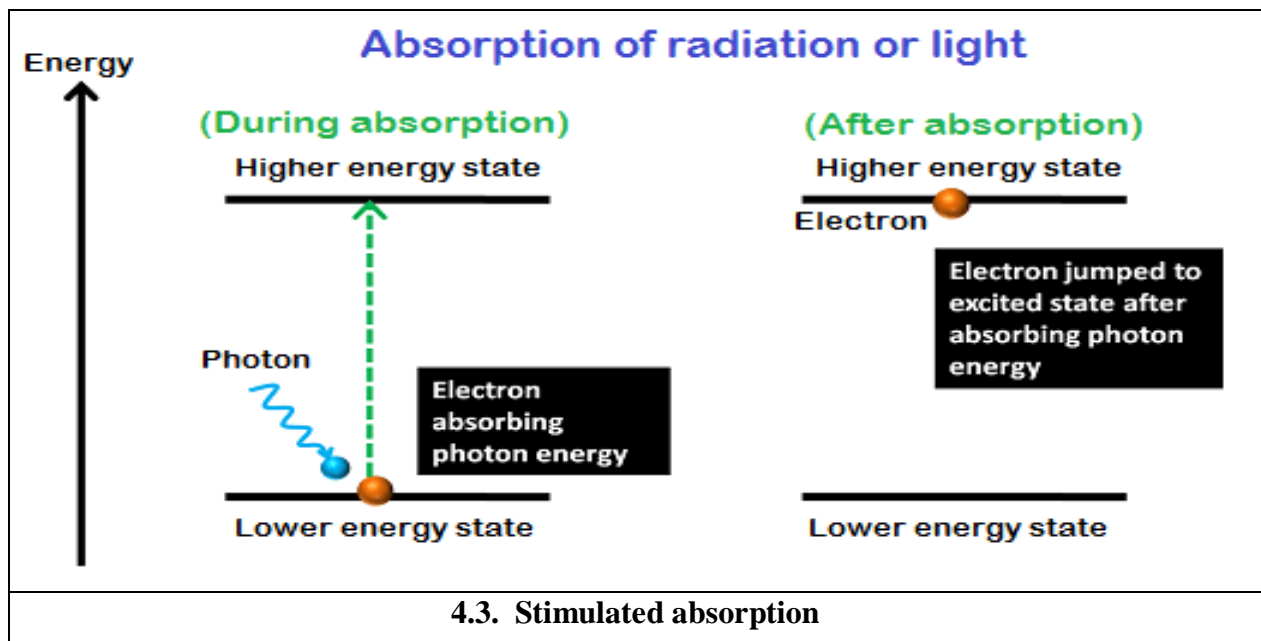 Absorption of radiation or light
Energy
(During absorption)
Higher energy state
Photon
Electron
absorbing
photon energy
Lower energy state
(After absorption)
Higher energy state
Electron
Electron jumped to
excited state after
absorbing photon
energy
Lower energy state
4.3. Stimulated absorption